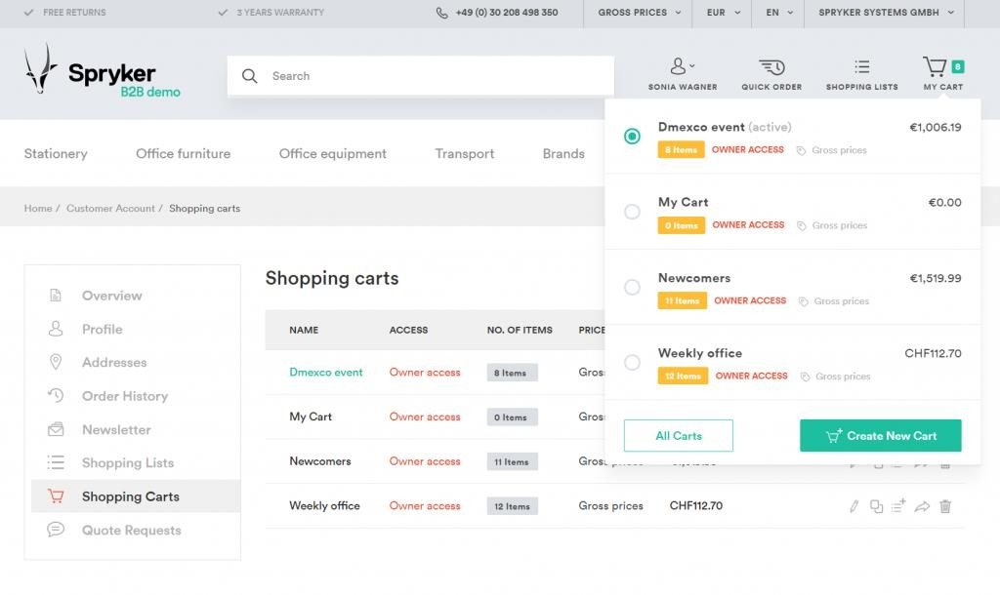 FREE RETURNS
3 YEARS WARRANTY
+49 (0) 30 208 498 350
GROSS PRICES
EUR
EN
SPRYKER SYSTEMS GMBH
Spryker
B2B demo
Search
SONIA WAGNER
QUICK ORDER
SHOPPING LISTS
8
MY CART
Stationery
Office furniture
Office equipment
Transport
Brands
Home / Customer Account / Shopping carts
Dmexco event (active)
€1,006.19
8 Items OWNER ACCESS Gross prices
My Cart
€0.00
0 Items OWNER ACCESS Gross prices
Newcomers
€1,519.99
11 Items OWNER ACCESS Gross prices
Weekly office
CHF112.70
12 Items OWNER ACCESS Gross prices
All Carts
Create New Cart
Overview
Profile
Addresses
Order History
Newsletter
Shopping Lists
Shopping Carts
Quote Requests
Shopping carts
NAME ACCESS NO. OF ITEMS PRICE
Dmexco event Owner access 8 Items Gros
My Cart Owner access 0 Items Gros
Newcomers Owner access 11 Items Gross prices
Weekly office Owner access 12 Items Gross prices CHF112.70